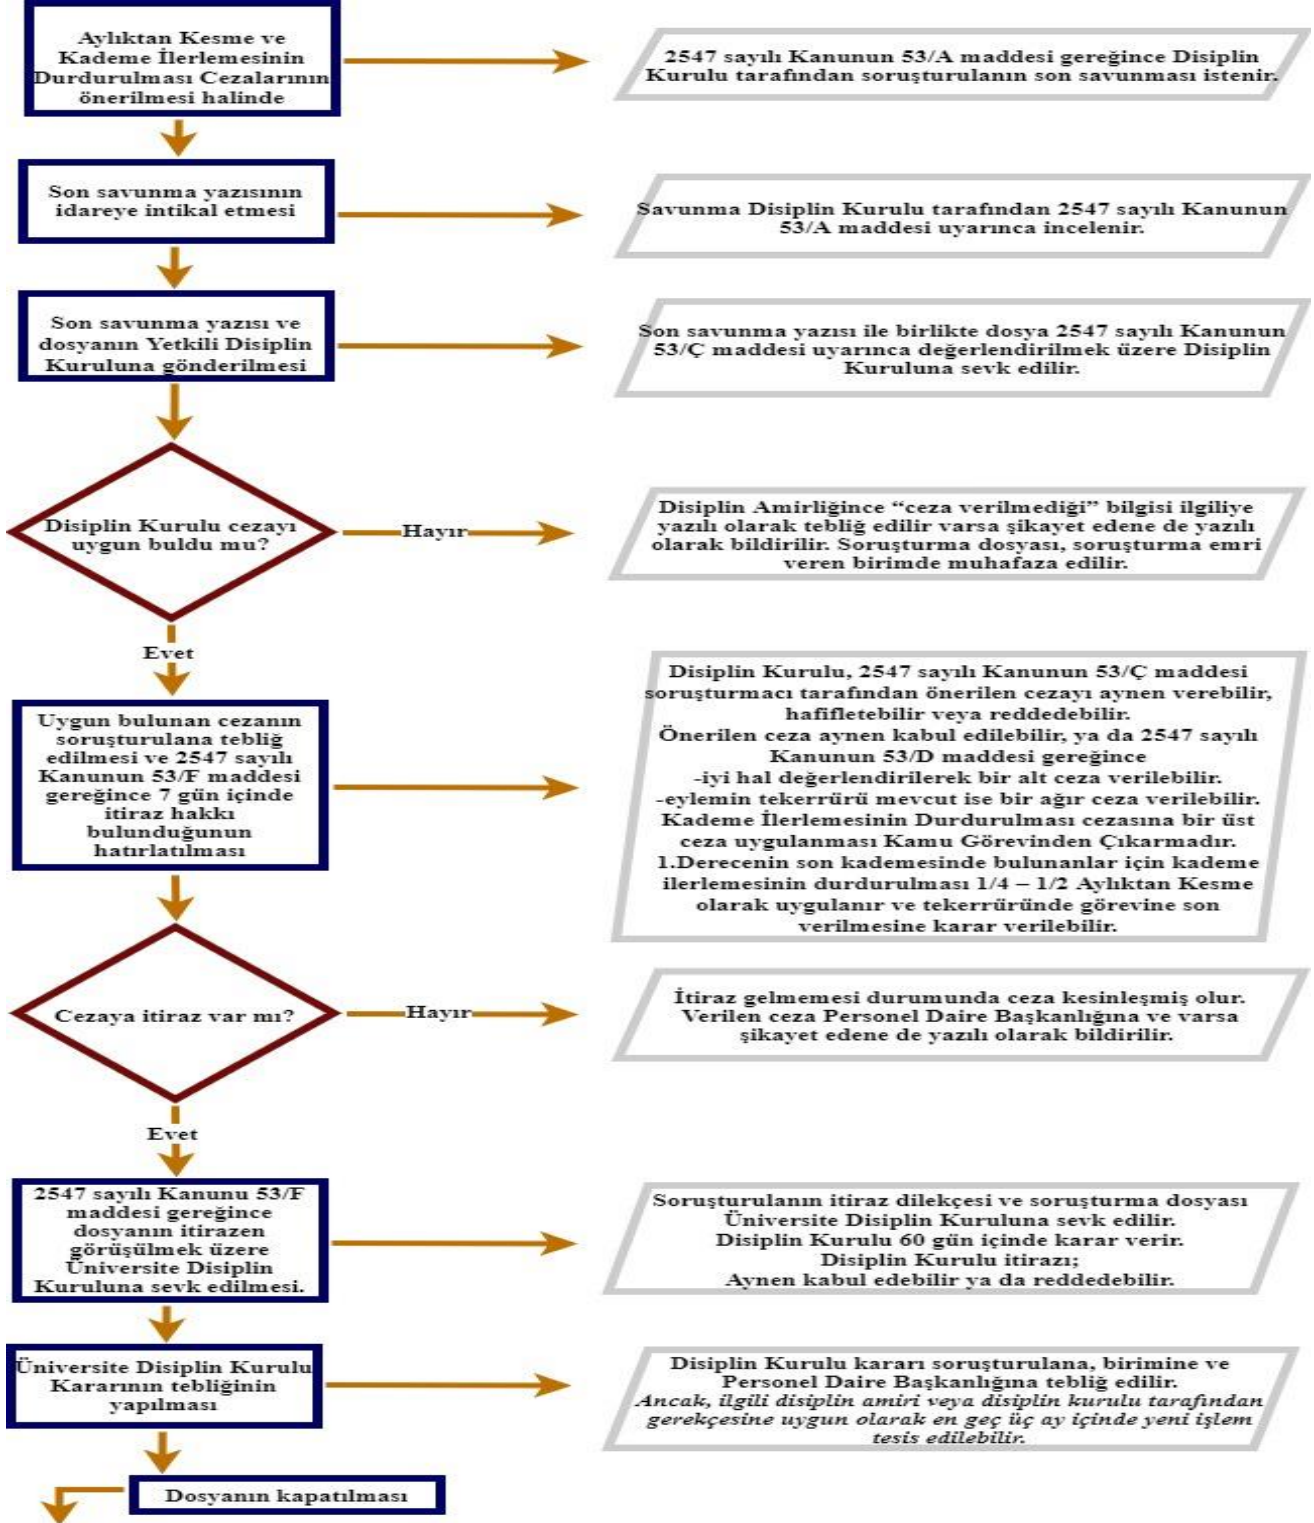 Aylıktan Kesme ve
Kademe İlerlemesinin
Durdurulması Cezalarının
önerilmesi halinde
2547 sayılı Kanunun 53/A maddesi gereğince Disiplin
Kurulu tarafından soruşturulanın son savunması istenir.
Son savunma yazısının
idareye intikal etmesi
Savunma Disiplin Kurulu tarafından 2547 sayılı Kanunun
53/A maddesi uyarınca incelenir.
Son savunma yazısı ve
dosyanın Yetkili Disiplin
Kuruluna gönderilmesi
Son savunma yazısı ile birlikte dosya 2547 sayılı Kanunun
53/Ç maddesi uyarınca değerlendirilmek üzere Disiplin
Kuruluna sevk edilir.
Disiplin Kurulu cezayı
uygun buldu mu?
Hayır
Disiplin Amirliğince “ceza verilmediği” bilgisi ilgiliye
yazılı olarak tebliğ edilir varsa şikayet edene de yazılı
olarak bildirilir. Soruşturma dosyası, soruşturma emri
veren birimde muhafaza edilir.
Evet
Uygun bulunan cezanın
soruşturulana tebliğ
edilmesi ve 2547 sayılı
Kanunun 53/F maddesi
gereğince 7 gün içinde
itiraz hakkı
bulunduğunun
hatırlatılması
Disiplin Kurulu, 2547 sayılı Kanunun 53/Ç maddesi
soruşturmacı tarafından önerilen cezayı aynen verebilir,
hafifletebilir veya reddedebilir.
Önerilen ceza aynen kabul edilebilir, ya da 2547 sayılı
Kanunun 53/D maddesi gereğince
-iyi hal değerlendirilerek bir alt ceza verilebilir.
-eylemin tekerrürü mevcut ise bir ağır ceza verilebilir.
Kademe İlerlemesinin Durdurulması cezasına bir üst
ceza uygulanması Kamu Görevinden Çıkarmadır.
1.Derecenin son kademesinde bulunanlar için kademe
ilerlemesinin durdurulması 1/4 – 1/2 Aylıktan Kesme
olarak uygulanır ve tekerrüründe görevine son
verilmesine karar verilebilir.
Cezaya itiraz var mı?
Hayır
İtiraz gelmemesi durumunda ceza kesinleşmiş olur.
Verilen ceza Personel Daire Başkanlığına ve varsa
şikayet edene de yazılı olarak bildirilir.
Evet
2547 sayılı Kanunu 53/F
maddesi gereğince
dosyanın itirazen
görüşülmek üzere
Üniversite Disiplin
Kuruluna sevk edilmesi.
Soruşturulanın itiraz dilekçesi ve soruşturma dosyası
Üniversite Disiplin Kuruluna sevk edilir.
Disiplin Kurulu 60 gün içinde karar verir.
Disiplin Kurulu itirazı;
Aynen kabul edebilir ya da reddedebilir.
Üniversite Disiplin Kurulu
Kararının tebliğinin
yapılması
Disiplin Kurulu kararı soruşturulana, birimine ve
Personel Daire Başkanlığına tebliğ edilir.
Ancak, ilgili disiplin amiri veya disiplin kurulu tarafından
gerekçesine uygun olarak en geç üç ay içinde yeni işlem
tesis edilebilir.
Dosyanın kapatılması